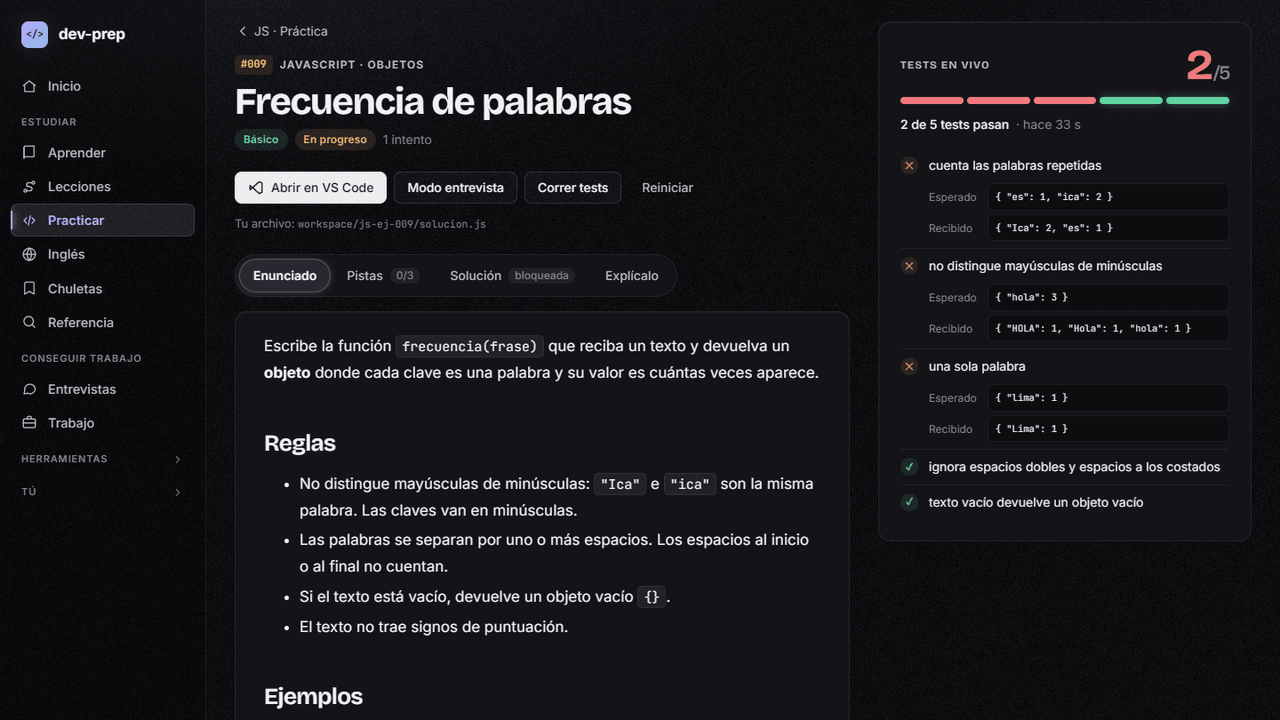 </> dev-prep
Inicio
ESTUDIAR
Aprender
Lecciones
</> Practicar
Inglés
Chuletas
Referencia
CONSEGUIR TRABAJO
Entrevistas
Trabajo
HERRAMIENTAS
TÚ
JS · Práctica
#009 JAVASCRIPT · OBJETOS
Frecuencia de palabras
Básico En progreso 1 intento
Abrir en VS Code Modo entrevista Correr tests Reiniciar
Tu archivo: workspace/js-ej-009/solucion.js
Enunciado Pistas 0/3 Solución bloqueada Explícalo
Escribe la función frecuencia(frase) que reciba un texto y devuelva un
objeto donde cada clave es una palabra y su valor es cuántas veces aparece.
Reglas
• No distingue mayúsculas de minúsculas: "Ica" e "ica" son la misma
palabra. Las claves van en minúsculas.
• Las palabras se separan por uno o más espacios. Los espacios al inicio
o al final no cuentan.
• Si el texto está vacío, devuelve un objeto vacío {}.
• El texto no trae signos de puntuación.
Ejemplos
TESTS EN VIVO 2/5
2 de 5 tests pasan · hace 33 s
cuenta las palabras repetidas
Esperado { "es": 1, "ica": 2 }
Recibido { "Ica": 2, "es": 1 }
no distingue mayúsculas de minúsculas
Esperado { "hola": 3 }
Recibido { "HOLA": 1, "Hola": 1, "hola": 1 }
una sola palabra
Esperado { "lima": 1 }
Recibido { "Lima": 1 }
ignora espacios dobles y espacios a los costados
texto vacío devuelve un objeto vacío